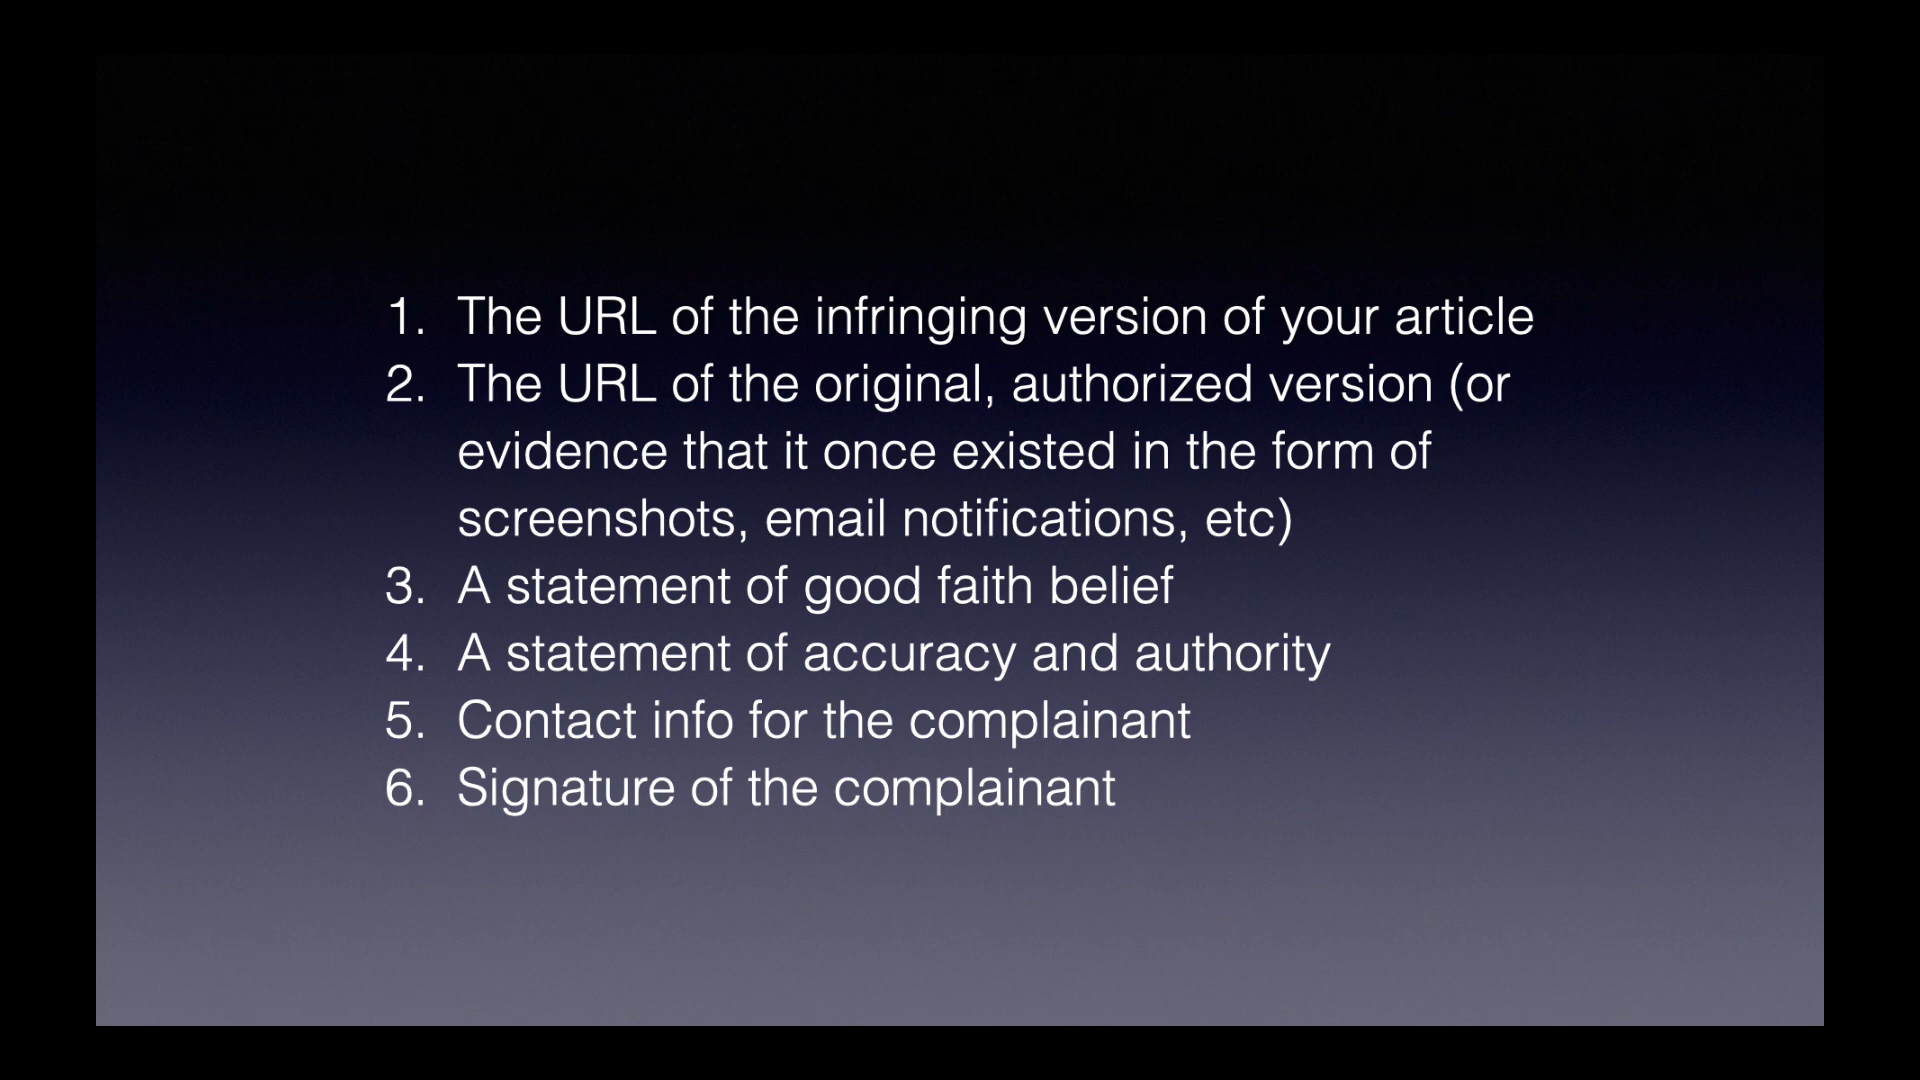 1. The URL of the infringing version of your article
2. The URL of the original, authorized version (or
evidence that it once existed in the form of
screenshots, email notifications, etc)
3. A statement of good faith belief
4. A statement of accuracy and authority
5. Contact info for the complainant
6. Signature of the complainant